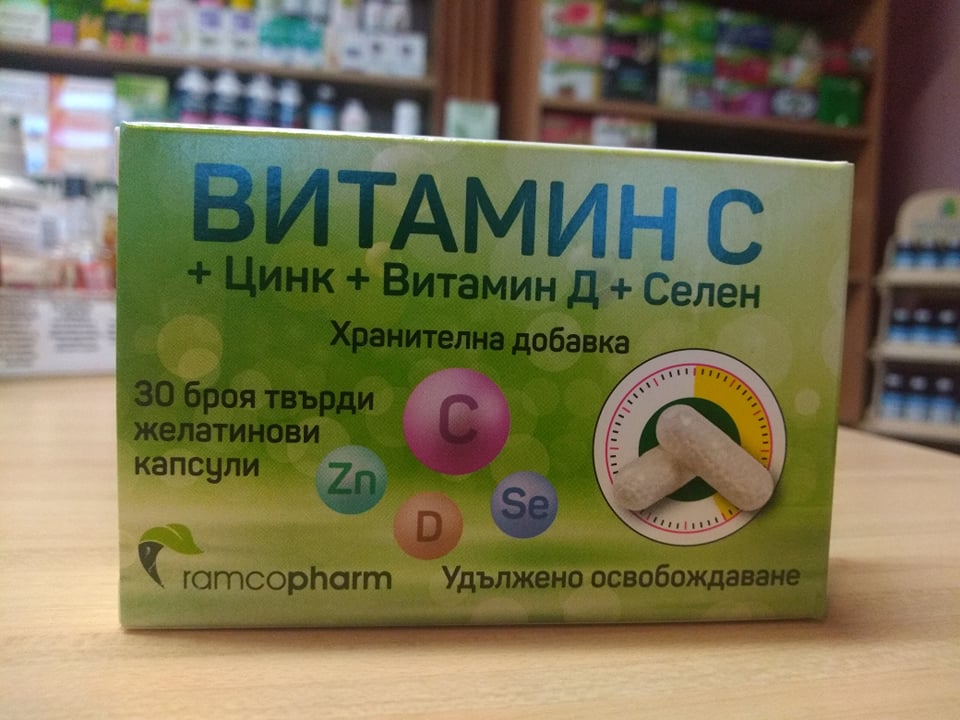 ВИТАМИН C
+ Цинк + Витамин Д + Селен
Хранителна добавка
30 броя твърди
желатинови
капсули
C
Zn
D
Se
ramcopharm
Удължено освобождаване